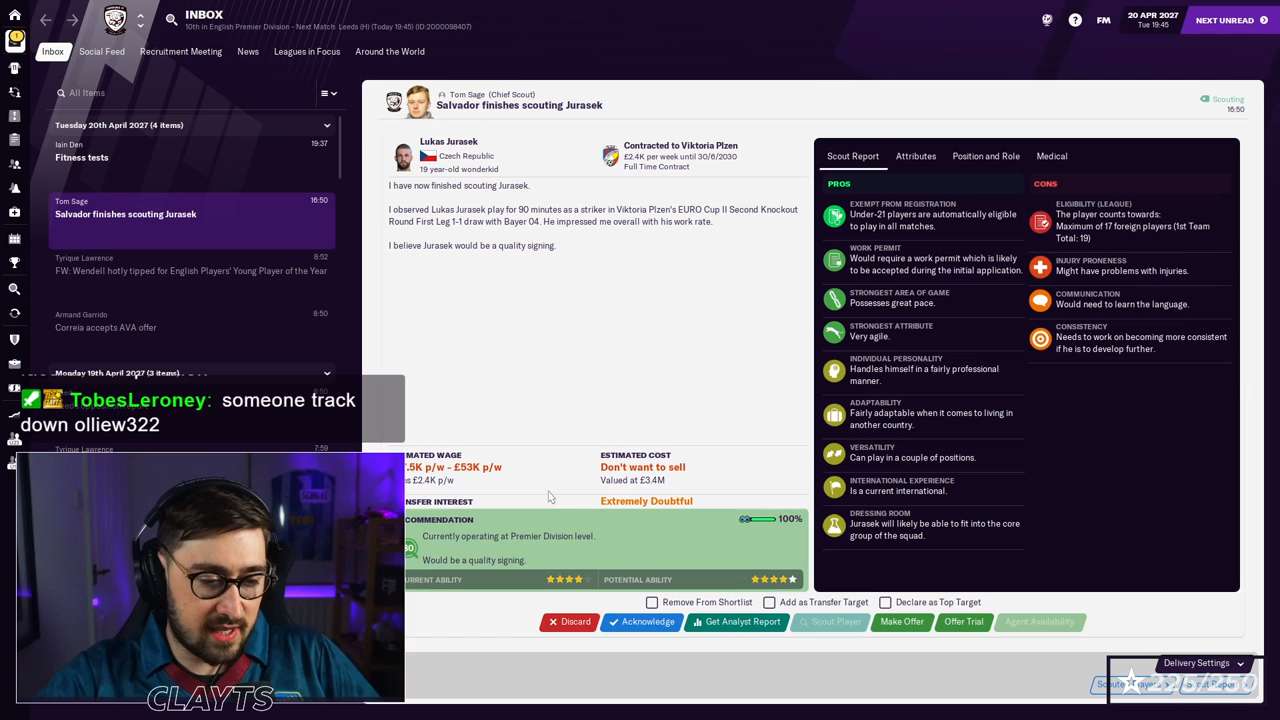 INBOX
10th in English Premier Division - Next Match: Leeds (H) (Today 19:45) (ID:2000098407)
FM
20 APR 2027
Tue 19:45
NEXT UNREAD
Inbox
Social Feed
Recruitment Meeting
News
Leagues in Focus
Around the World
All Items
Tuesday 20th April 2027 (4 items)
Iain Den
19:37
Fitness tests
Tom Sage
16:50
Salvador finishes scouting Jurasek
Tyrique Lawrence
8:52
FW: Wendell hotly tipped for English Players' Young Player of the Year
Armand Garrido
8:50
Correia accepts AVA offer
Monday 19th April 2027 (3 items)
8:50
TobesLeroney: someone track
down olliew322
Tyrique Lawrence
7:59
CLAYTS
Tom Sage (Chief Scout)
Salvador finishes scouting Jurasek
Scouting
16:50
Lukas Jurasek
Czech Republic
19 year-old wonderkid
Contracted to Viktoria Plzen
£2.4K per week until 30/6/2030
Full Time Contract
I have now finished scouting Jurasek.
I observed Lukas Jurasek play for 90 minutes as a striker in Viktoria Plzen's EURO Cup II Second Knockout
Round First Leg 1-1 draw with Bayer 04. He impressed me overall with his work rate.
I believe Jurasek would be a quality signing.
MATED WAGE
.5K p/w - £53K p/w
s £2.4K p/w
ESTIMATED COST
Don't want to sell
Valued at £3.4M
NSFER INTEREST
Extremely Doubtful
COMMENDATION
100%
Currently operating at Premier Division level.
Would be a quality signing.
URRENT ABILITY
POTENTIAL ABILITY
Scout Report
Attributes
Position and Role
Medical
PROS
EXEMPT FROM REGISTRATION
Under-21 players are automatically eligible
to play in all matches.
WORK PERMIT
Would require a work permit which is likely
to be accepted during the initial application.
STRONGEST AREA OF GAME
Possesses great pace.
STRONGEST ATTRIBUTE
Very agile.
INDIVIDUAL PERSONALITY
Handles himself in a fairly professional
manner.
ADAPTABILITY
Fairly adaptable when it comes to living in
another country.
VERSATILITY
Can play in a couple of positions.
INTERNATIONAL EXPERIENCE
Is a current international.
DRESSING ROOM
Jurasek will likely be able to fit into the core
group of the squad.
CONS
ELIGIBILITY (LEAGUE)
The player counts towards:
Maximum of 17 foreign players (1st Team
Total: 19)
INJURY PRONENESS
Might have problems with injuries.
COMMUNICATION
Would need to learn the language.
CONSISTENCY
Needs to work on becoming more consistent
if he is to develop further.
Remove From Shortlist
Add as Transfer Target
Declare as Top Target
Discard
Acknowledge
Get Analyst Report
Scout Player
Make Offer
Offer Trial
Agent Availability
Delivery Settings
225/250